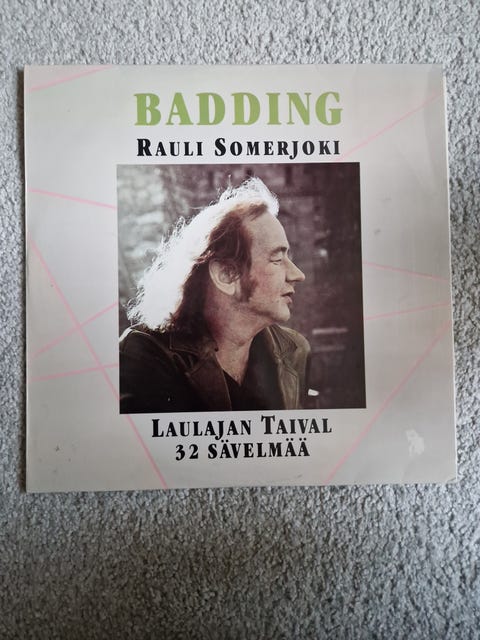 BADDING
RAULI SOMERJOKI
LAULAJAN TAIVAL
32 SÄVELMÄÄ